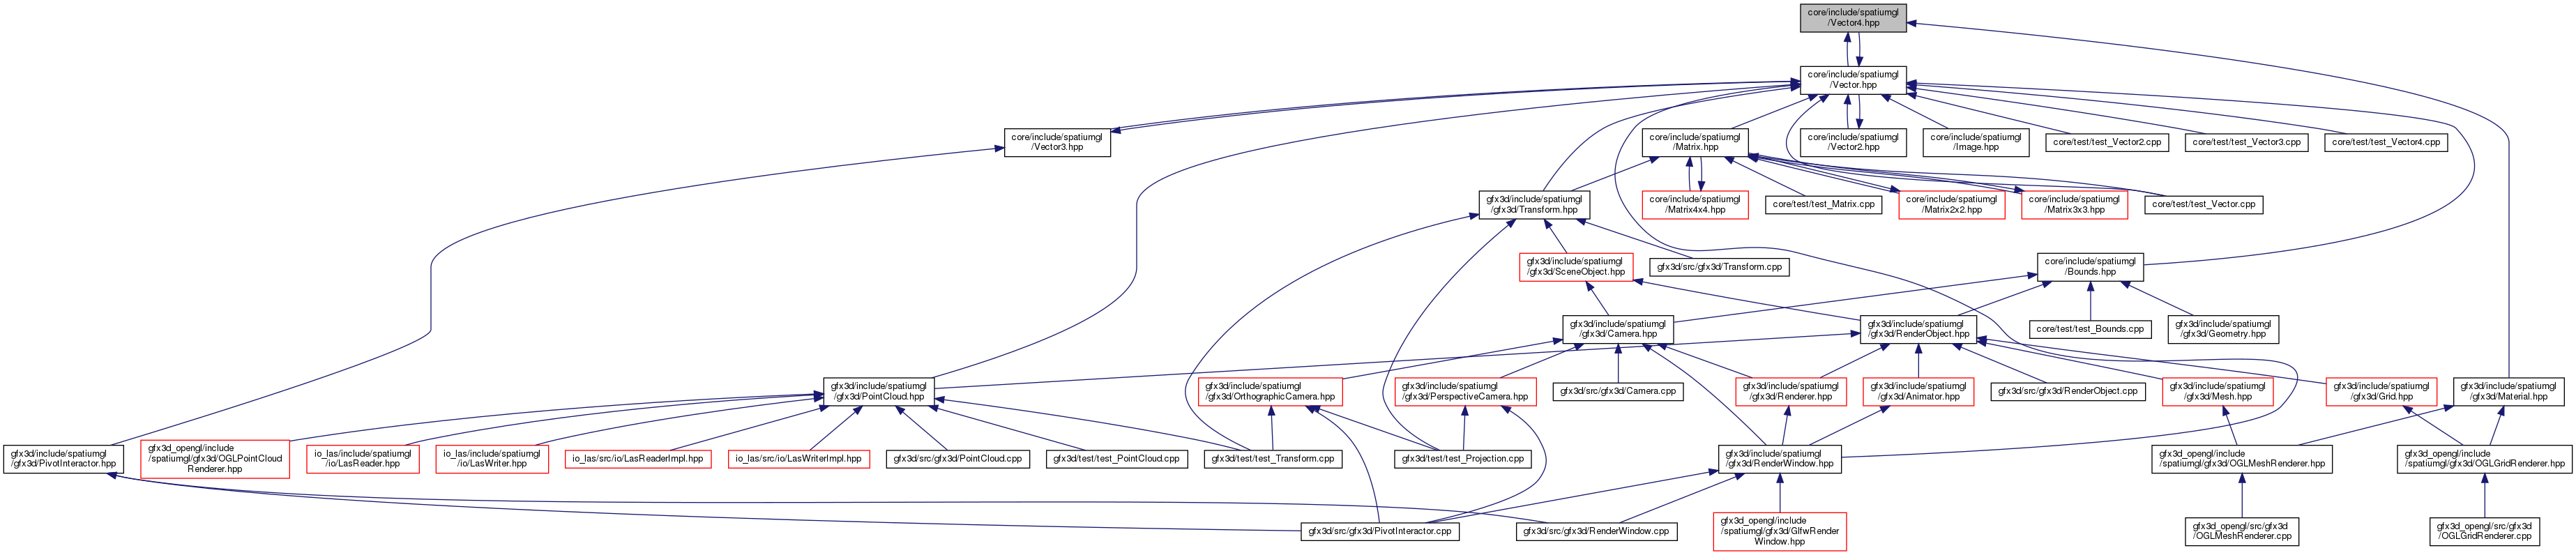 core/include/spatiumgl
/Vector4.hpp
core/include/spatiumgl
/Vector.hpp
core/include/spatiumgl
/Vector3.hpp
core/include/spatiumgl
/Matrix.hpp
core/include/spatiumgl
/Vector2.hpp
core/include/spatiumgl
/Image.hpp
core/test/test_Vector2.cpp
core/test/test_Vector3.cpp
core/test/test_Vector4.cpp
gfx3d/include/spatiumgl
/gfx3d/Transform.hpp
core/include/spatiumgl
/Matrix4x4.hpp
core/test/test_Matrix.cpp
core/include/spatiumgl
/Matrix2x2.hpp
core/include/spatiumgl
/Matrix3x3.hpp
core/test/test_Vector.cpp
gfx3d/include/spatiumgl
/gfx3d/SceneObject.hpp
gfx3d/src/gfx3d/Transform.cpp
core/include/spatiumgl
/Bounds.hpp
gfx3d/include/spatiumgl
/gfx3d/Camera.hpp
gfx3d/include/spatiumgl
/gfx3d/RenderObject.hpp
core/test/test_Bounds.cpp
gfx3d/include/spatiumgl
/gfx3d/Geometry.hpp
gfx3d/include/spatiumgl
/gfx3d/PointCloud.hpp
gfx3d/include/spatiumgl
/gfx3d/OrthographicCamera.hpp
gfx3d/include/spatiumgl
/gfx3d/PerspectiveCamera.hpp
gfx3d/src/gfx3d/Camera.cpp
gfx3d/include/spatiumgl
/gfx3d/Renderer.hpp
gfx3d/include/spatiumgl
/gfx3d/Animator.hpp
gfx3d/src/gfx3d/RenderObject.cpp
gfx3d/include/spatiumgl
/gfx3d/Mesh.hpp
gfx3d/include/spatiumgl
/gfx3d/Grid.hpp
gfx3d/include/spatiumgl
/gfx3d/Material.hpp
gfx3d/include/spatiumgl
/gfx3d/PivotInteractor.hpp
gfx3d_opengl/include
/spatiumgl/gfx3d/OGLPointCloud
Renderer.hpp
io_las/include/spatiumgl
/io/LasReader.hpp
io_las/include/spatiumgl
/io/LasWriter.hpp
io_las/src/io/LasReaderImpl.hpp
io_las/src/io/LasWriterImpl.hpp
gfx3d/src/gfx3d/PointCloud.cpp
gfx3d/test/test_PointCloud.cpp
gfx3d/test/test_Transform.cpp
gfx3d/test/test_Projection.cpp
gfx3d/include/spatiumgl
/gfx3d/RenderWindow.hpp
gfx3d_opengl/include
/spatiumgl/gfx3d/OGLMeshRenderer.hpp
gfx3d_opengl/include
/spatiumgl/gfx3d/OGLGridRenderer.hpp
gfx3d/src/gfx3d/PivotInteractor.cpp
gfx3d/src/gfx3d/RenderWindow.cpp
gfx3d_opengl/include
/spatiumgl/gfx3d/GlfwRender
Window.hpp
gfx3d_opengl/src/gfx3d
/OGLMeshRenderer.cpp
gfx3d_opengl/src/gfx3d
/OGLGridRenderer.cpp